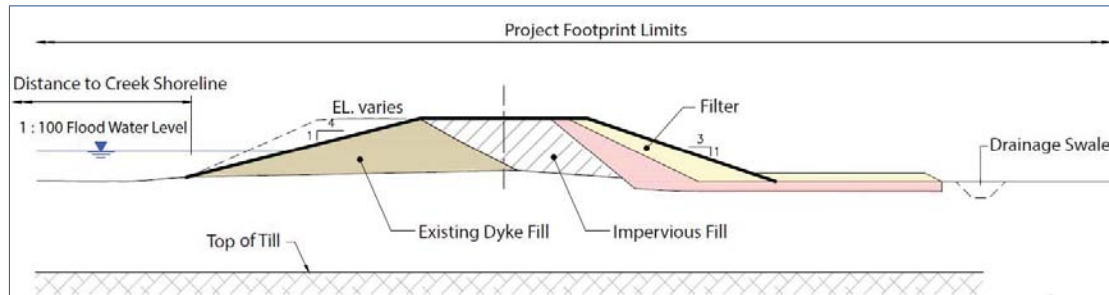 Project Footprint Limits
Distance to Creek Shoreline
EL. varies
Filter
1 : 100 Flood Water Level
4
1
3
11
Drainage Swale
Existing Dyke Fill
Impervious Fill
Top of Till